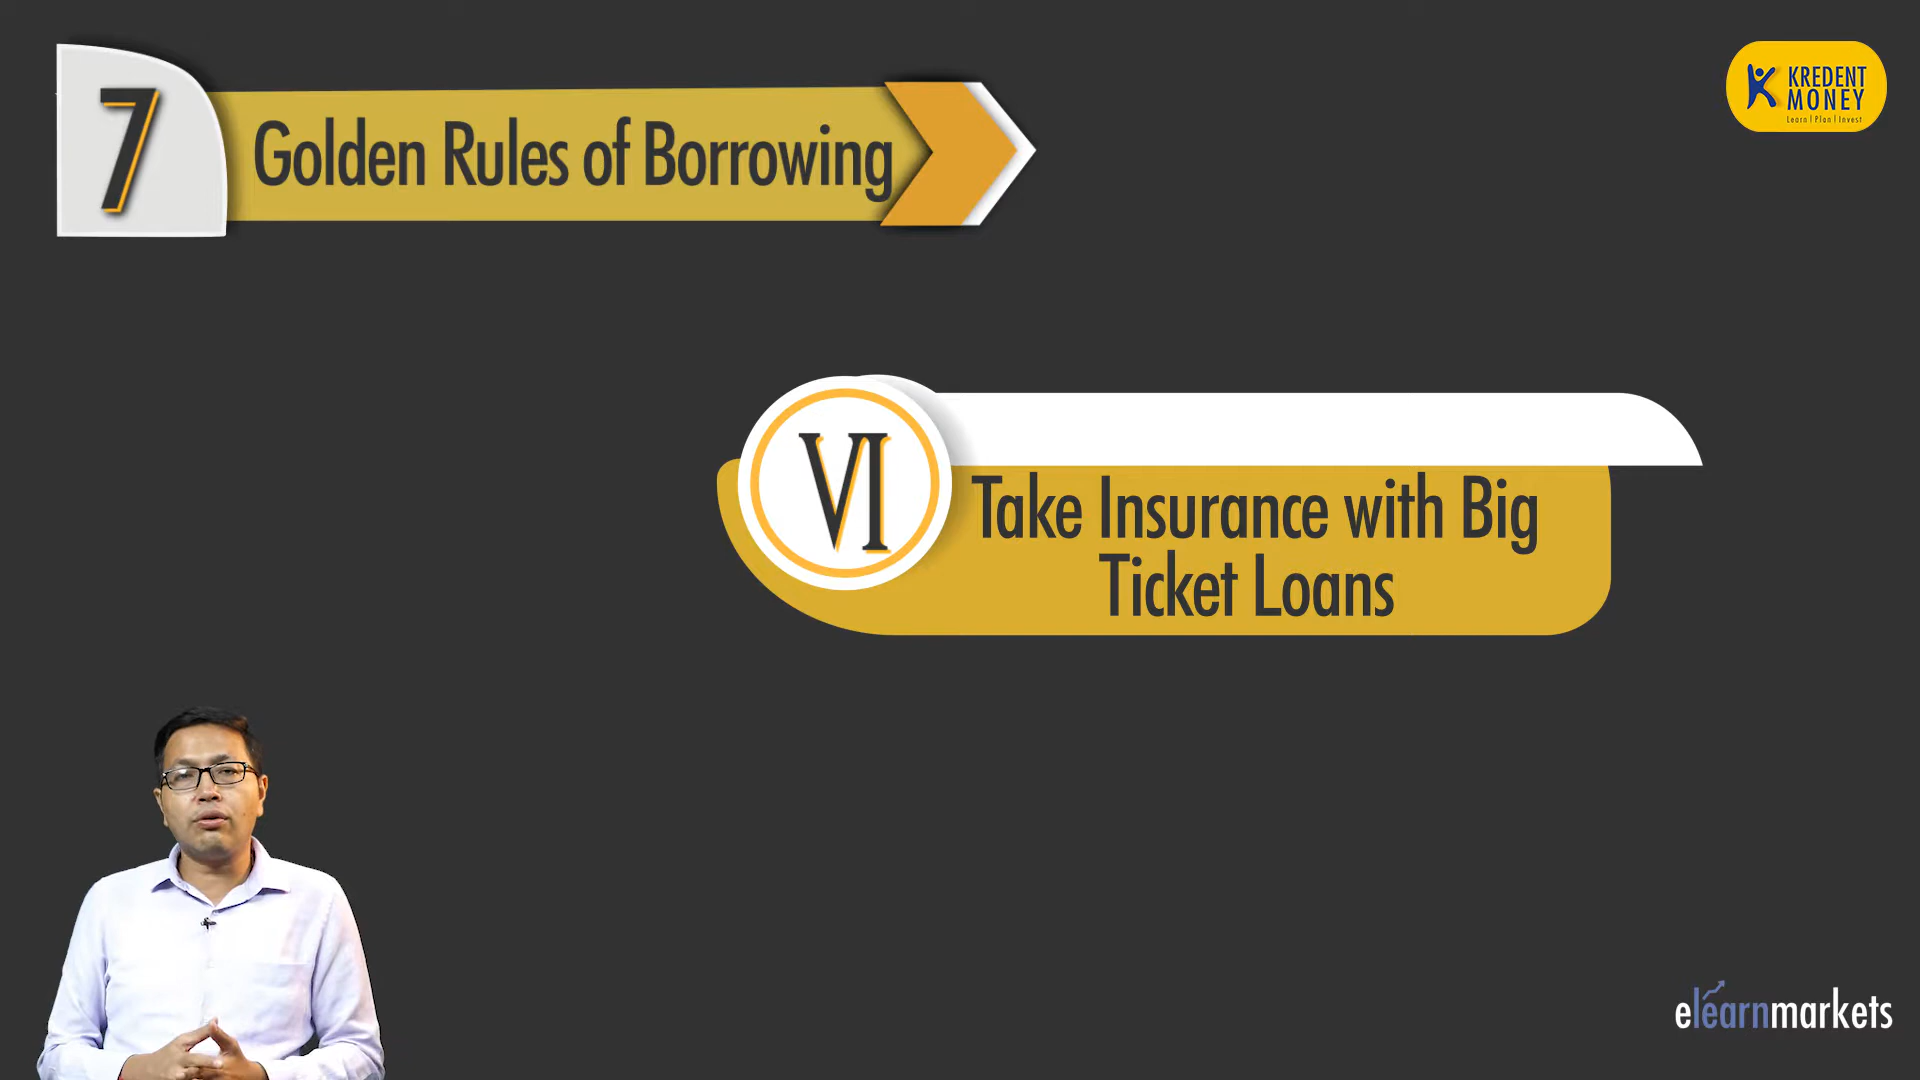 7
Golden Rules of Borrowing
KREDENT
MONEY
Learn | Plan | Invest
VI
Take Insurance with Big
Ticket Loans
elearnmarkets